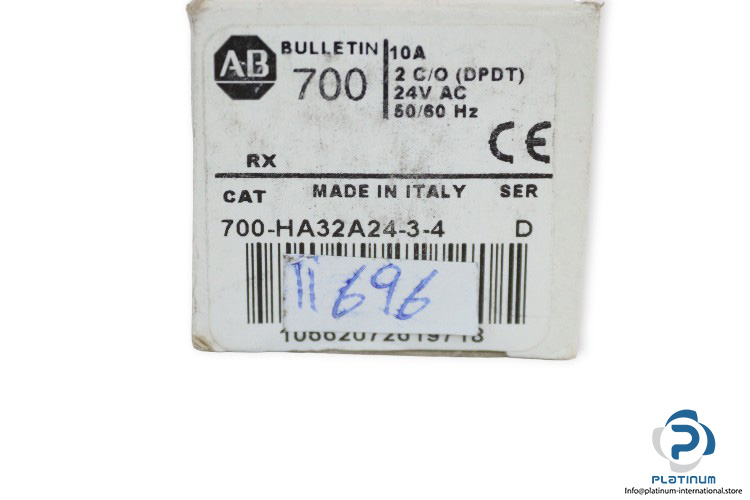 AB
BULLETIN
700
10A
2 C/O (DPDT)
24V AC
50/60 Hz
CE
RX
CAT
MADE IN ITALY
SER
700-HA32A24-3-4
D
696
PLATINUM
Info@platinum-international.store